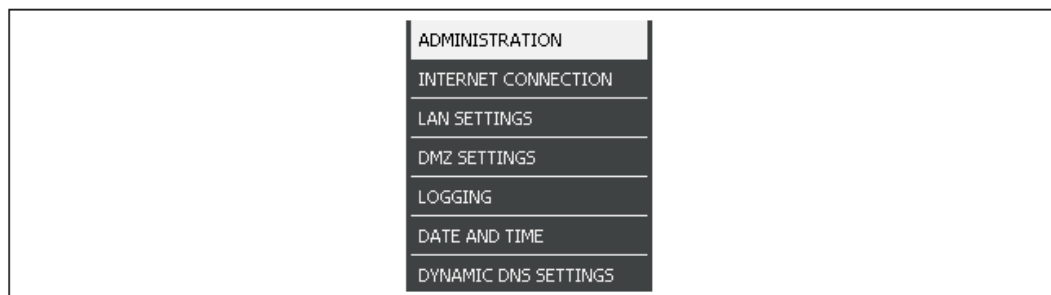 ADMINISTRATION
INTERNET CONNECTION
LAN SETTINGS
DMZ SETTINGS
LOGGING
DATE AND TIME
DYNAMIC DNS SETTINGS